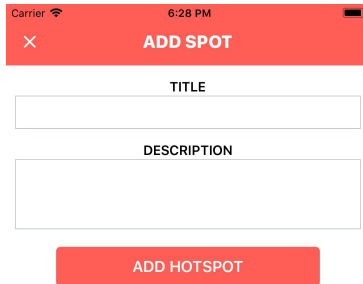 Carrier 6:28 PM
ADD SPOT
TITLE
DESCRIPTION
ADD HOTSPOT